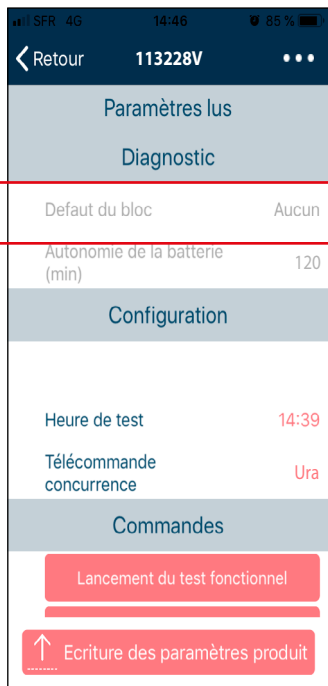 SFR 4G 14:46 85 %
Retour 113228V
Paramètres lus
Diagnostic
Defaut du bloc Aucun
Autonomie de la batterie
(min) 120
Configuration
Heure de test 14:39
Télécommande
concurrence Ura
Commandes
Lancement du test fonctionnel
Ecriture des paramètres produit